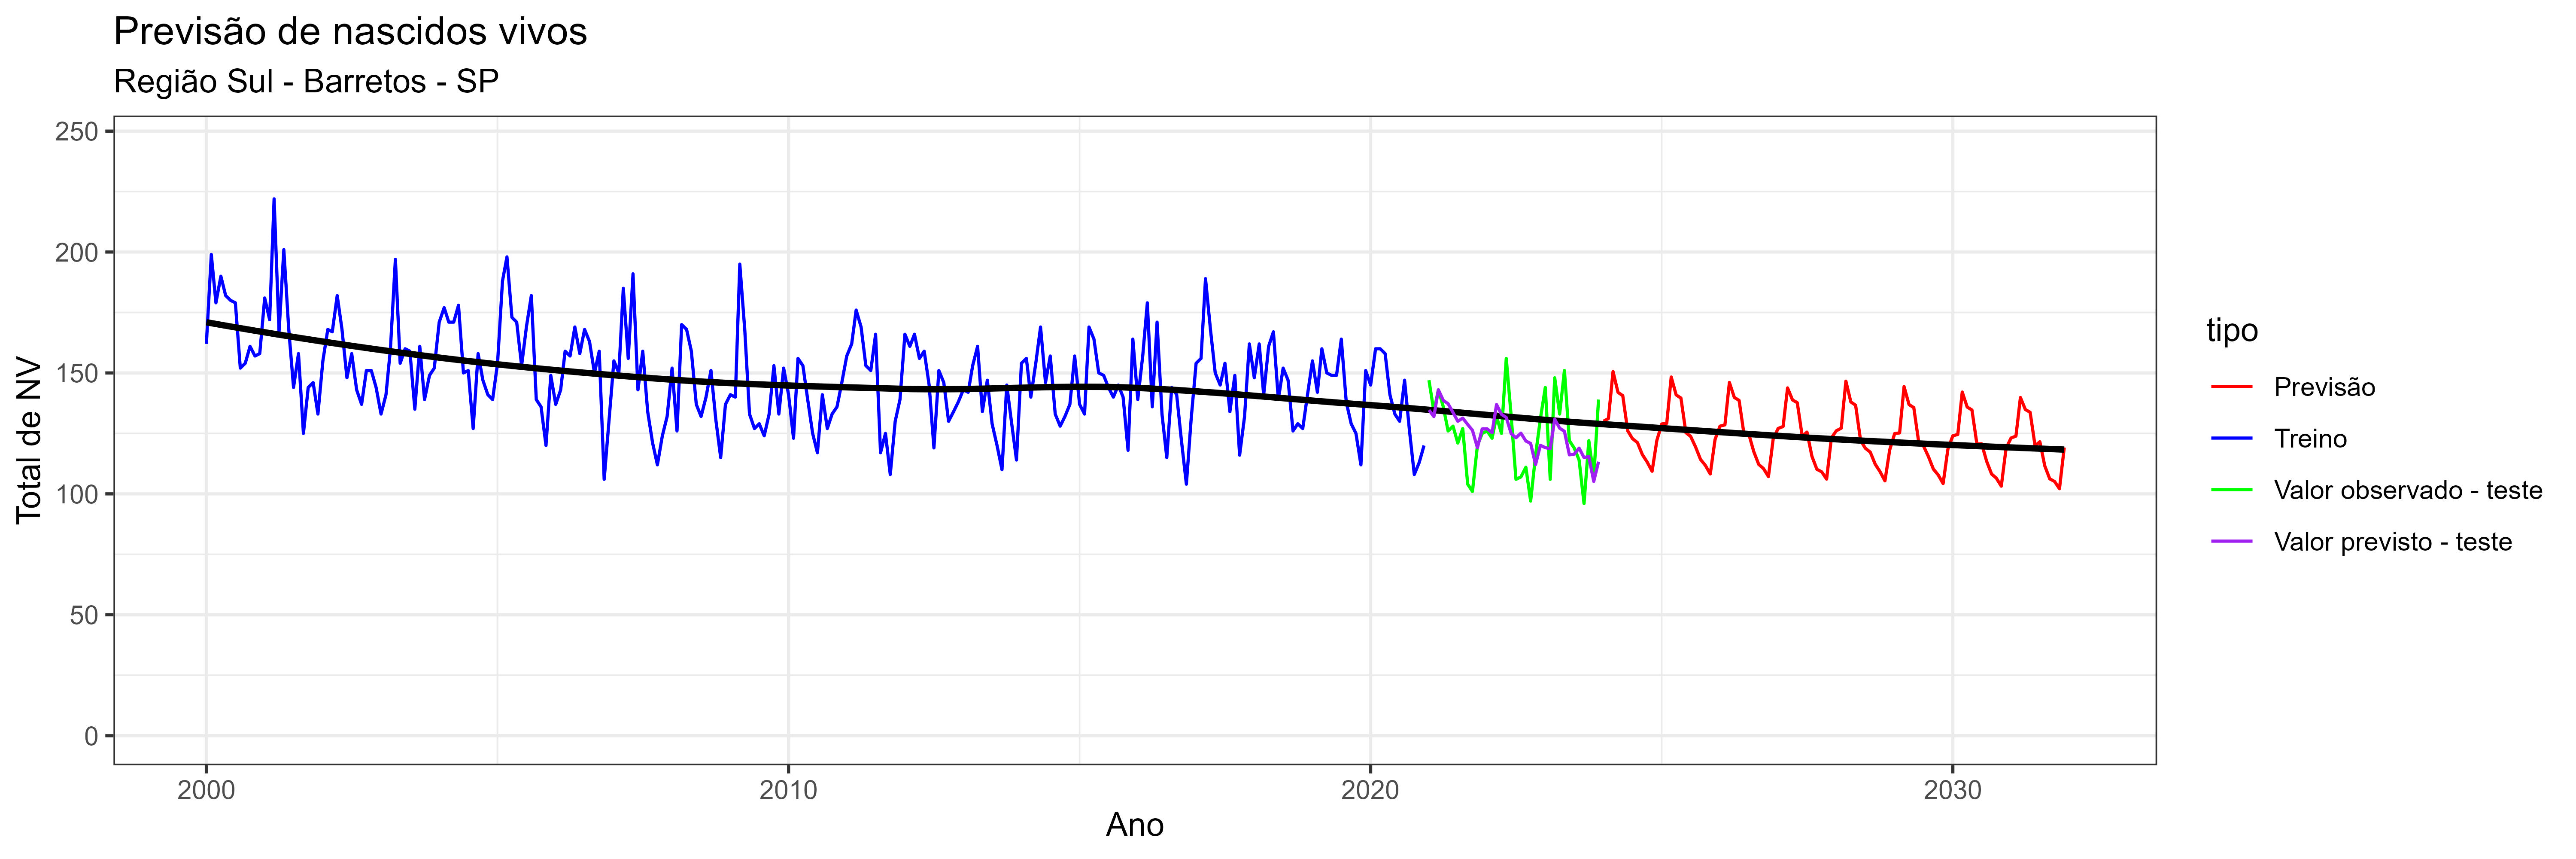 Previsão de nascidos vivos
Região Sul - Barretos - SP
Total de NV
250
200
150
100
50
0
2000
2010
2020
2030
Ano
tipo
Previsão
Treino
Valor observado - teste
Valor previsto - teste